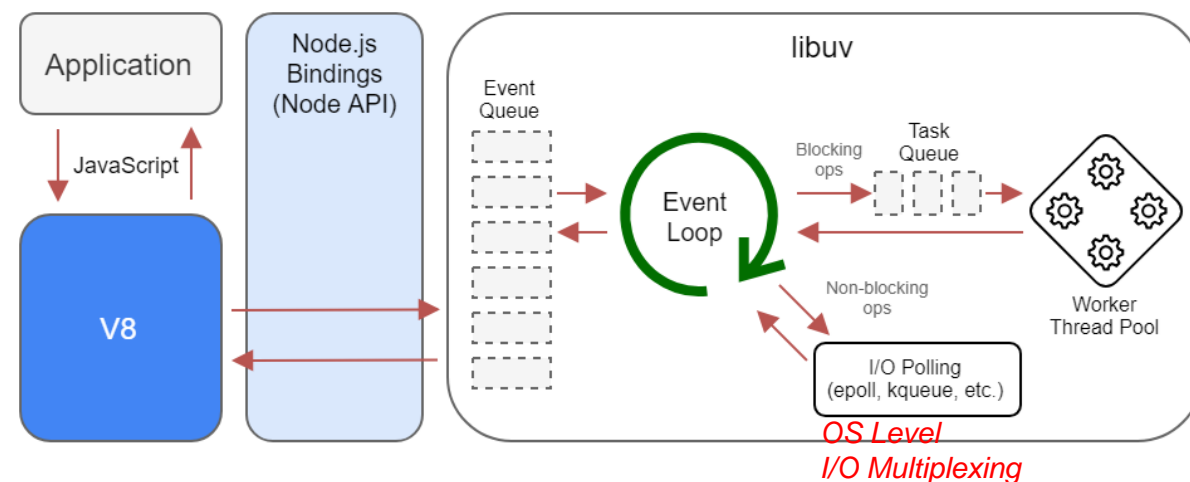 Application
JavaScript
V8
Node.js
Bindings
(Node API)
libuv
Event
Queue
Event
Loop
Blocking
ops
Task
Queue
Worker
Thread Pool
Non-blocking
ops
I/O Polling
(epoll, kqueue, etc.)
OS Level
I/O Multiplexing